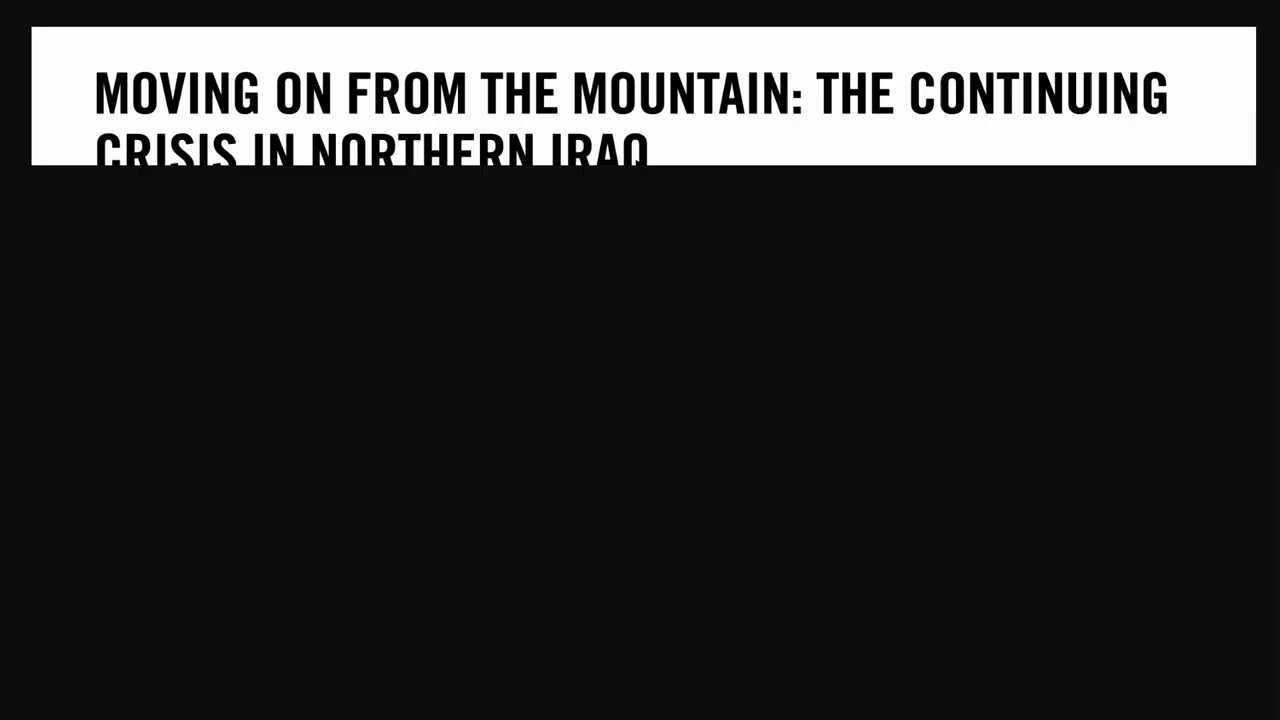 MOVING ON FROM THE MOUNTAIN: THE CONTINUING
CRISIS IN NORTHERN IRAQ